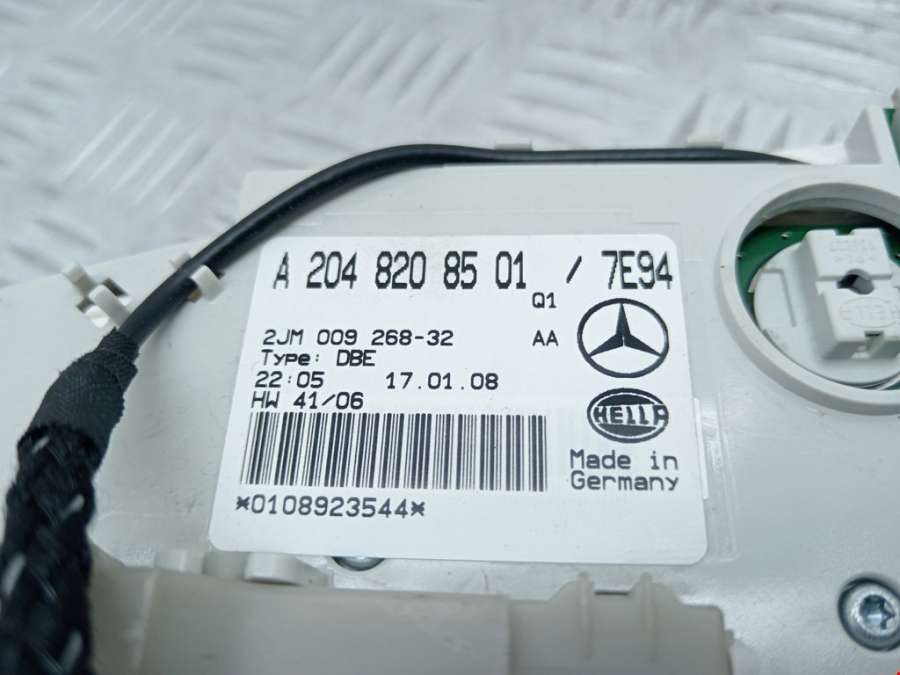 A 204 820 85 01 / 7E94
Q1
2JM 009 268-32 AA
Type: DBE
22:05 17.01.08
HW 41/06
HELLA
Made in
Germany
*0108923544*
HELLA